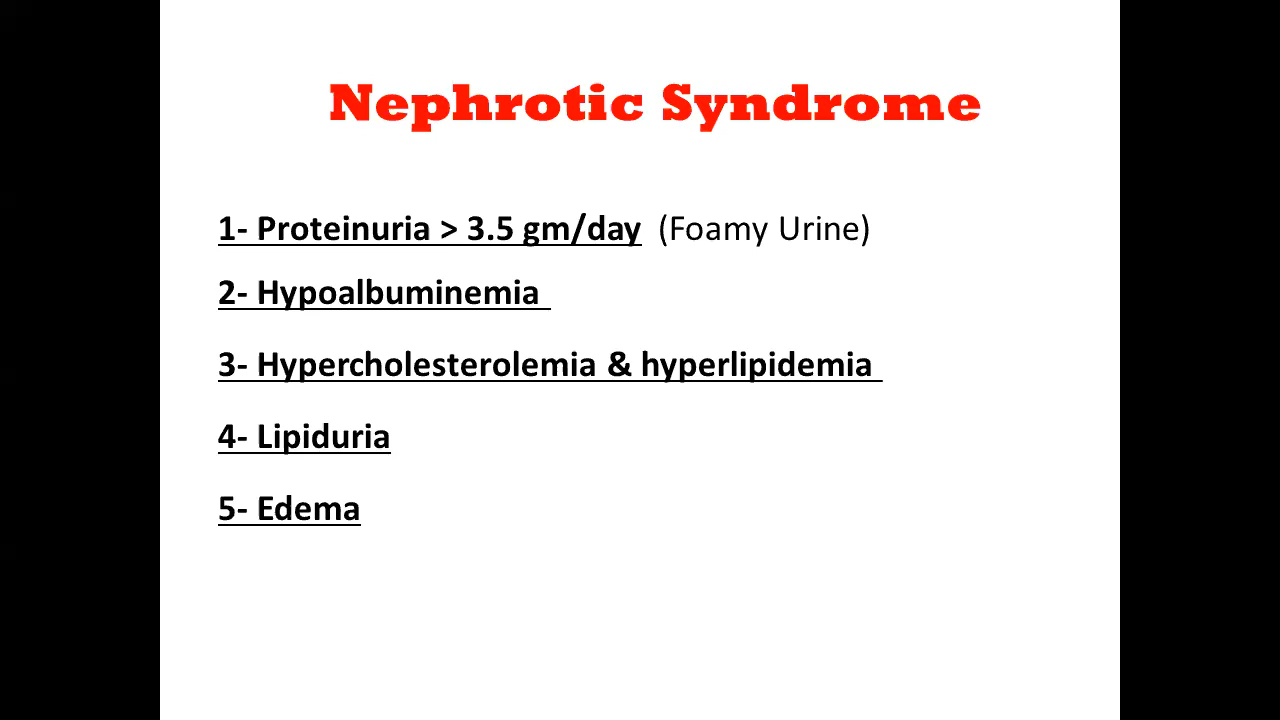 Nephrotic Syndrome
1- Proteinuria > 3.5 gm/day (Foamy Urine)
2- Hypoalbuminemia
3- Hypercholesterolemia & hyperlipidemia
4- Lipiduria
5- Edema